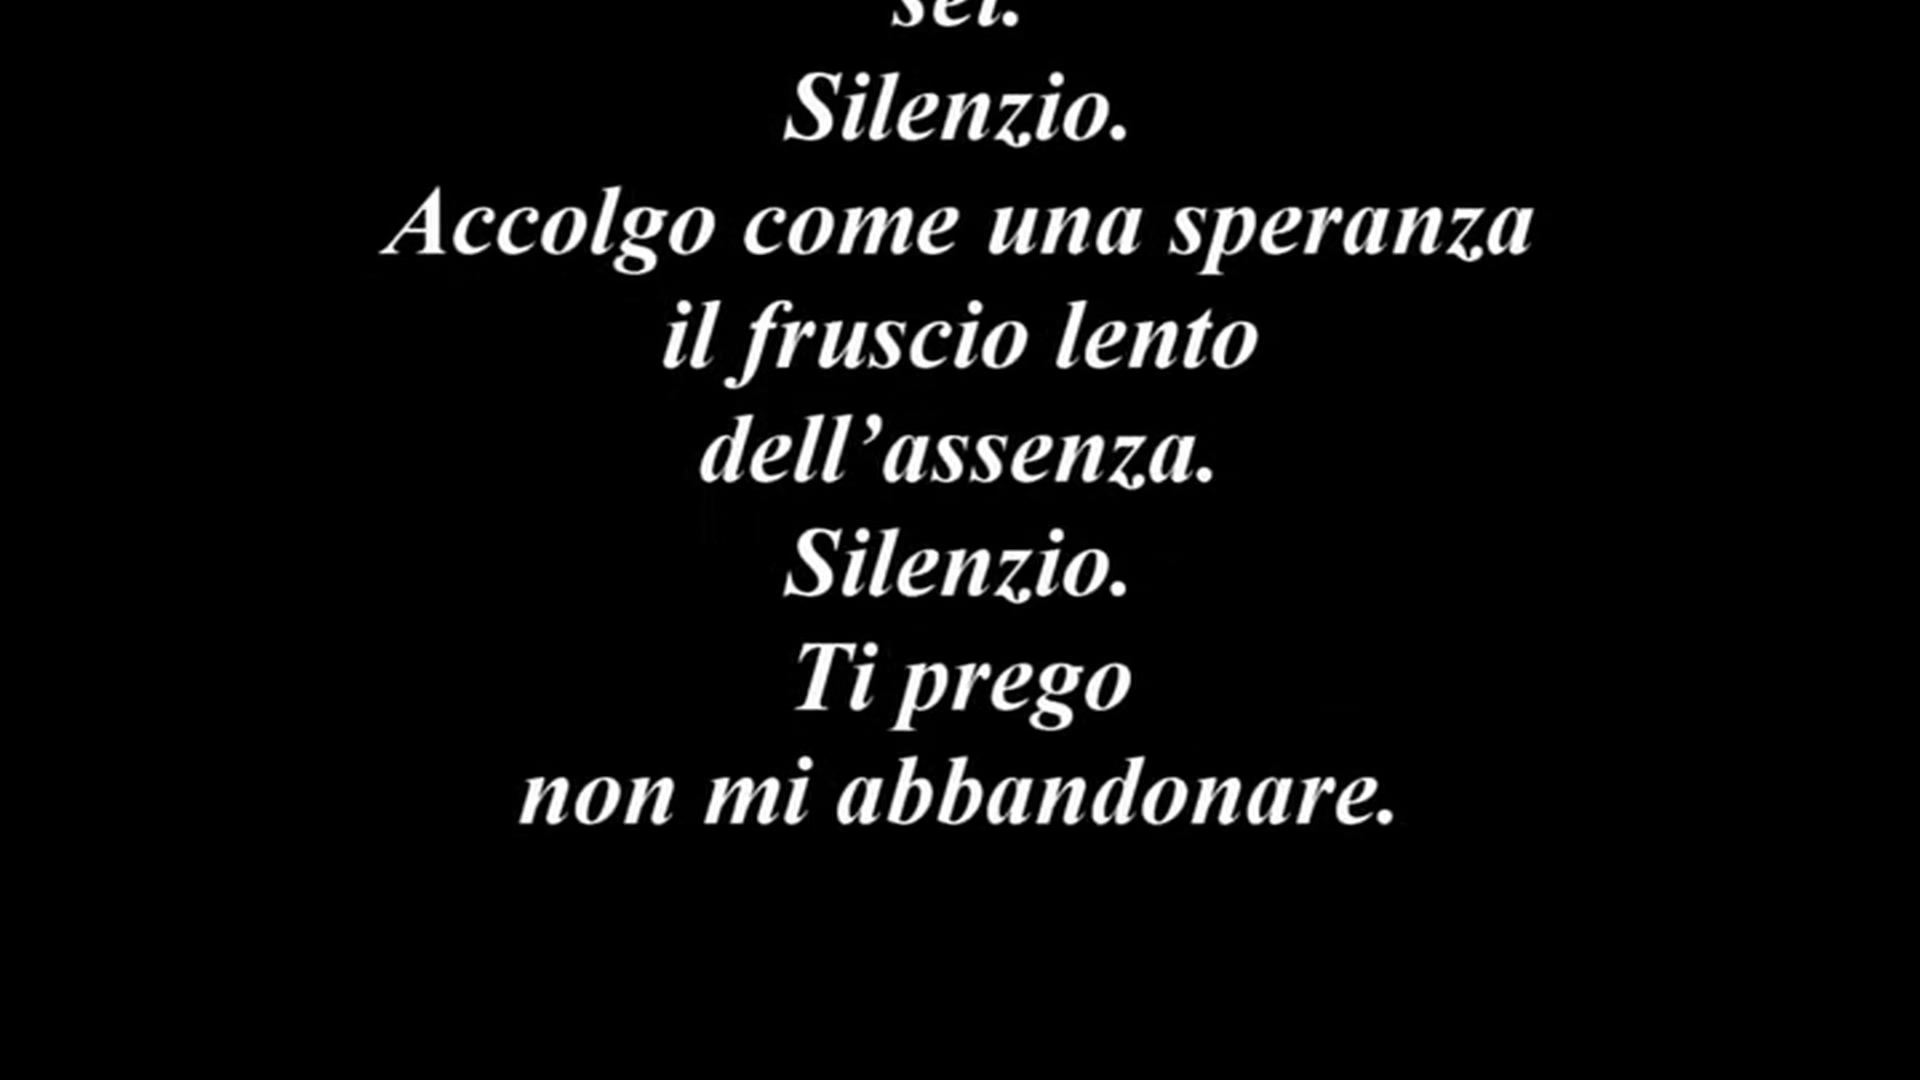 sei.
Silenzio.
Accolgo come una speranza
il fruscio lento
dell’assenza.
Silenzio.
Ti prego
non mi abbandonare.